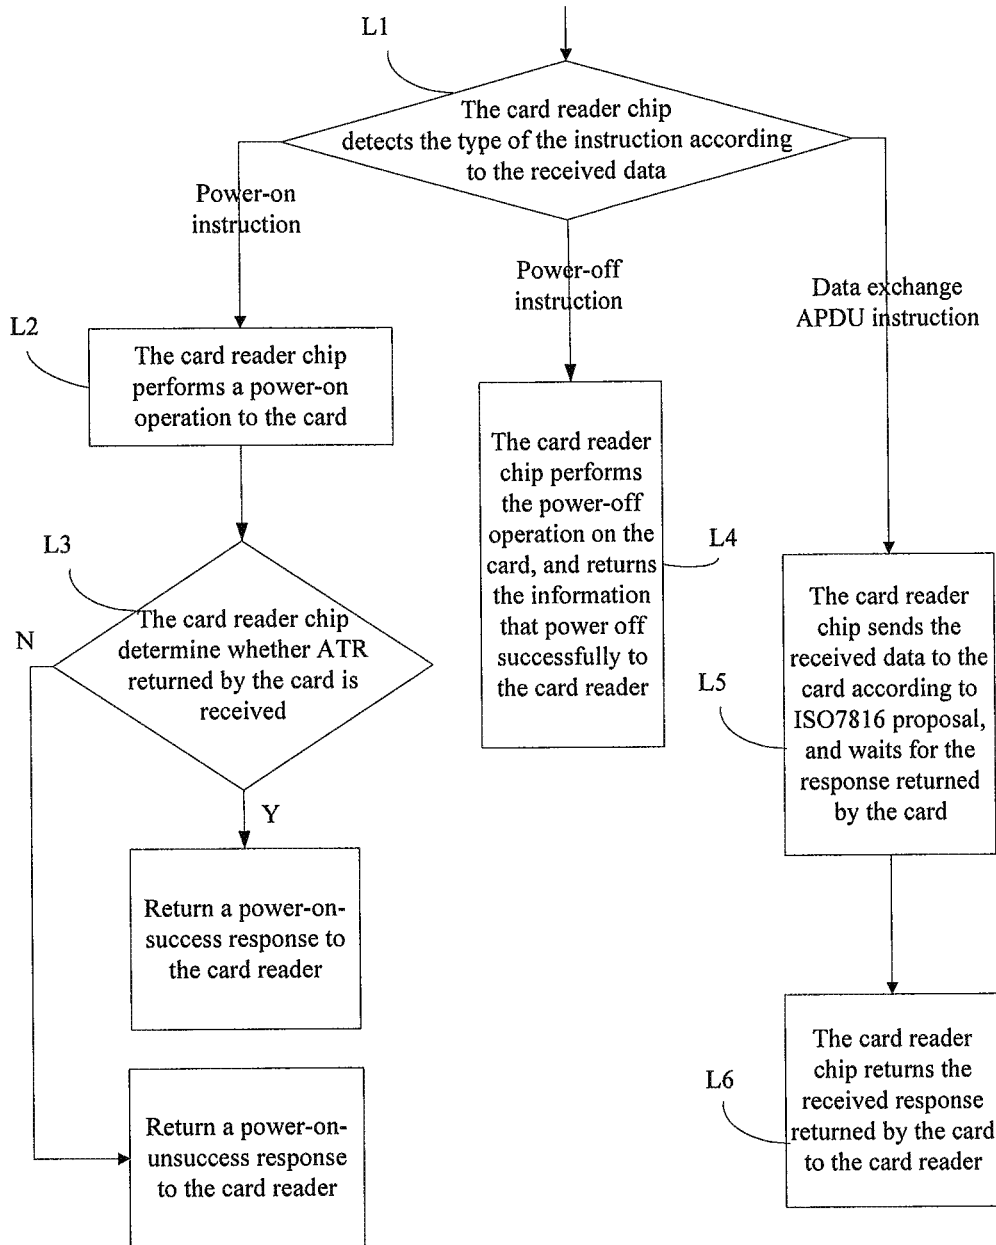 L1
The card reader chip
detects the type of the instruction according
to the received data
Power-on
instruction
Power-off
instruction
Data exchange
APDU instruction
L2
The card reader chip
performs a power-on
operation to the card
The card reader
chip performs
the power-off
operation on the
card, and returns
the information
that power off
successfully to
the card reader
L4
L3
The card reader chip
determine whether ATR
returned by the card is
received
N
Y
The card reader
chip sends the
received data to the
card according to
ISO7816 proposal,
and waits for the
response returned
by the card
L5
Return a power-on-
success response to
the card reader
Return a power-on-
unsuccess response
to the card reader
The card reader
chip returns the
received response
returned by the card
to the card reader
L6